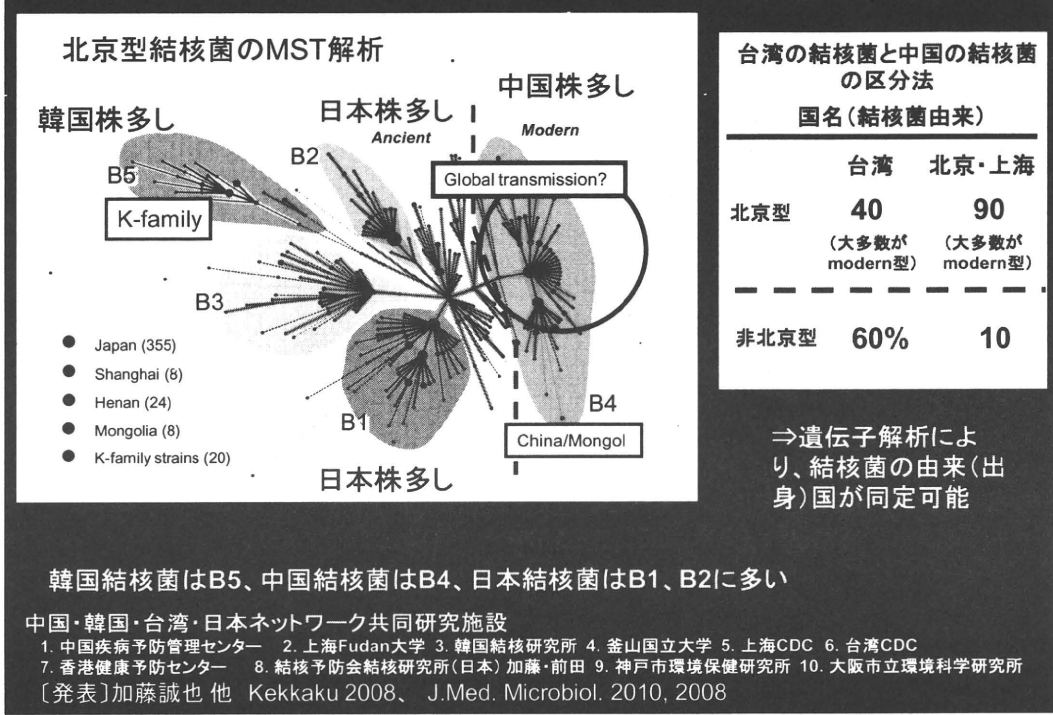 北京型結核菌のMST解析
韓国株多し
日本株多し
中国株多し
Ancient
Modern
B2
B5
Global transmission?
K-family
B3
Japan (355)
Shanghai (8)
Henan (24)
Mongolia (8)
K-family strains (20)
B1
B4
China/Mongol
日本株多し
台湾の結核菌と中国の結核菌
の区分法
国名(結核菌由来)
台湾 北京・上海
北京型 40 90
(大多数が (大多数が
modern型) modern型)
非北京型 60% 10
⇒遺伝子解析によ
り、結核菌の由来(出
身)国が同定可能
韓国結核菌はB5、中国結核菌はB4、日本結核菌はB1、B2に多い
中国・韓国・台湾・日本ネットワーク共同研究施設
1. 中国疾病予防管理センター 2. 上海Fudan大学 3. 韓国結核研究所 4. 釜山国立大学 5. 上海CDC 6. 台湾CDC
7. 香港健康予防センター 8. 結核予防会結核研究所(日本) 加藤・前田 9. 神戸市環境保健研究所 10. 大阪市立環境科学研究所
〔発表〕加藤誠也 他 Kekkaku 2008、 J.Med. Microbiol. 2010, 2008